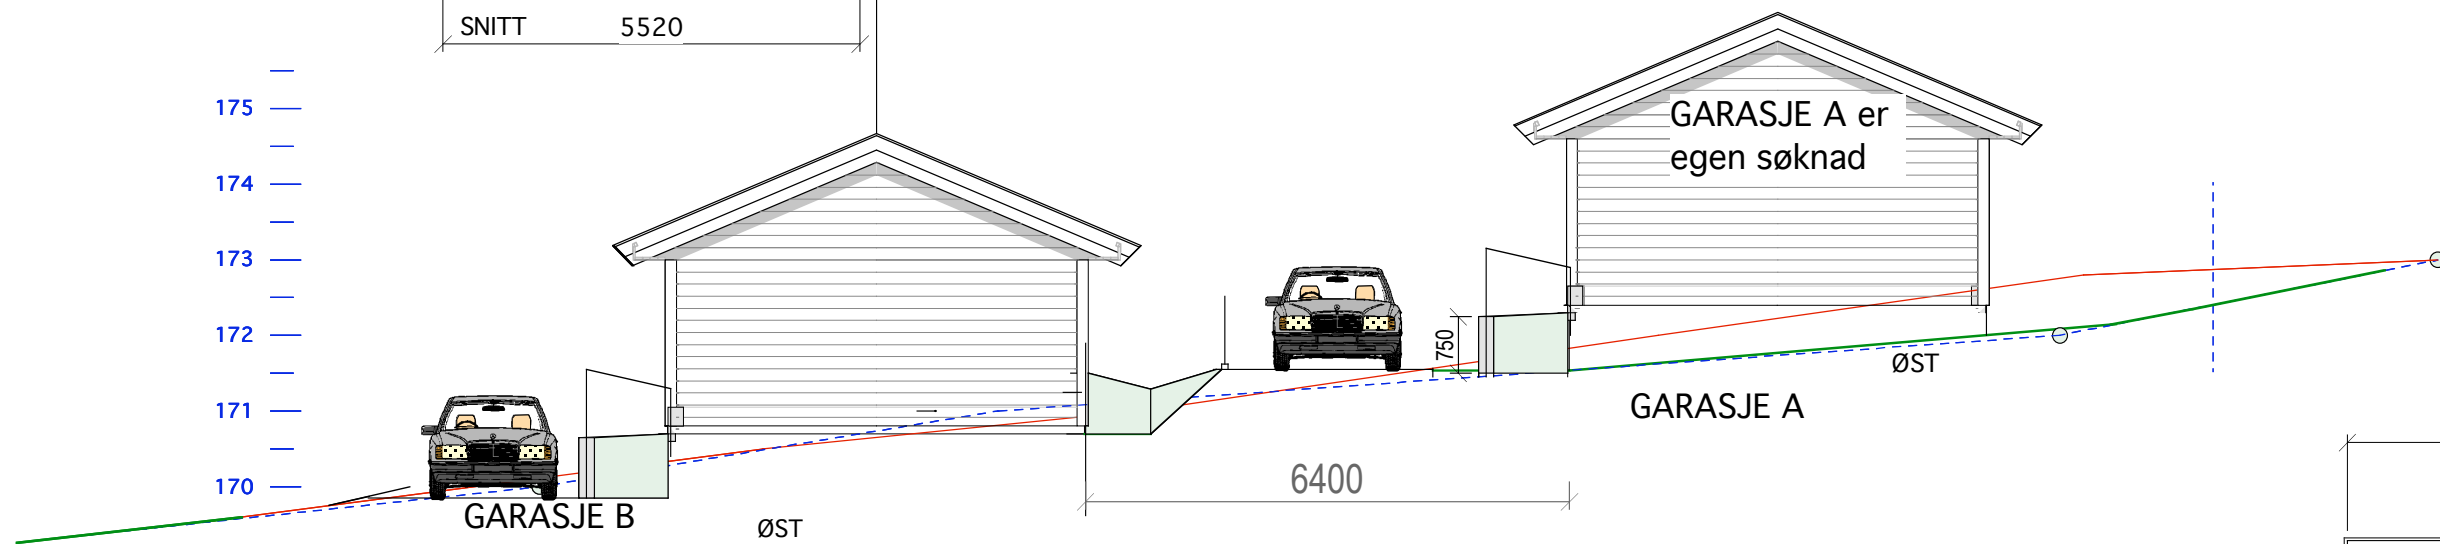 SNITT 5520
175
174
173
172
171
170
GARASJE A er
egen søknad
750
ØST
GARASJE A
6400
GARASJE B
ØST